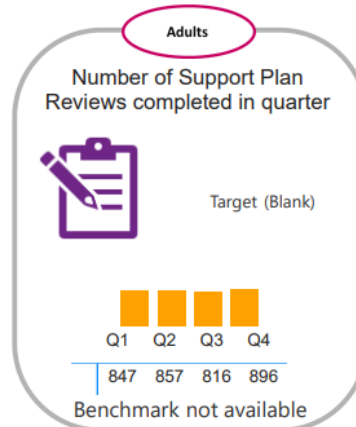 Adults
Number of Support Plan
Reviews completed in quarter
Target (Blank)
Q1 Q2 Q3 Q4
847 857 816 896
Benchmark not available